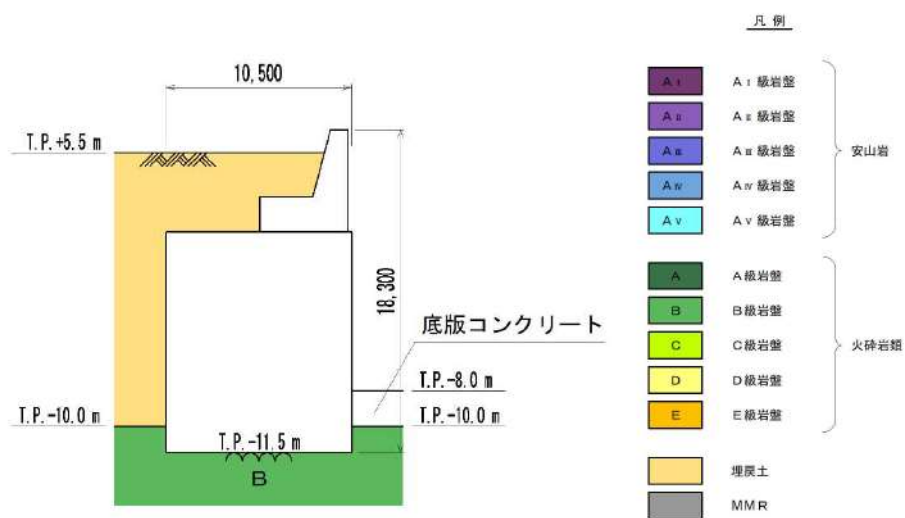 10,500
T.P.+5.5 m
18,300
底版コンクリート
T.P.-8.0 m
T.P.-10.0 m
T.P.-10.0 m
T.P.-11.5 m
B
凡 例
AⅠ AⅠ級岩盤
AⅡ AⅡ級岩盤
AⅢ AⅢ級岩盤
AⅣ AⅣ級岩盤
AⅤ AⅤ級岩盤
安山岩
A A級岩盤
B B級岩盤
C C級岩盤
D D級岩盤
E E級岩盤
火砕岩類
埋戻土
MMR